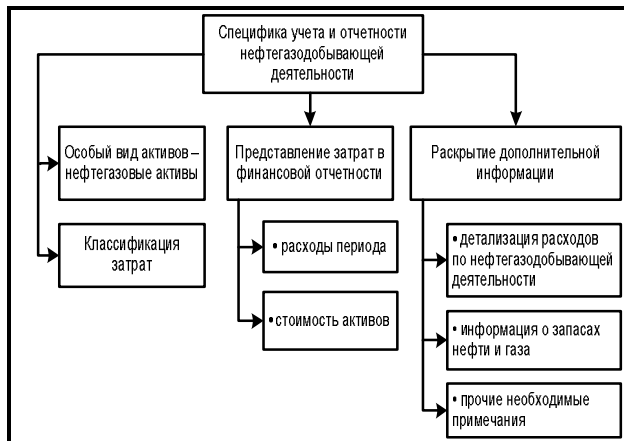 Специфика учета и отчетности
нефтегазодобывающей
деятельности
Особый вид активов –
нефтегазовые активы
Классификация
затрат
Представление затрат в
финансовой отчетности
• расходы периода
• стоимость активов
Раскрытие дополнительной
информации
• детализация расходов
по нефтегазодобывающей
деятельности
• информация о запасах
нефти и газа
• прочие необходимые
примечания